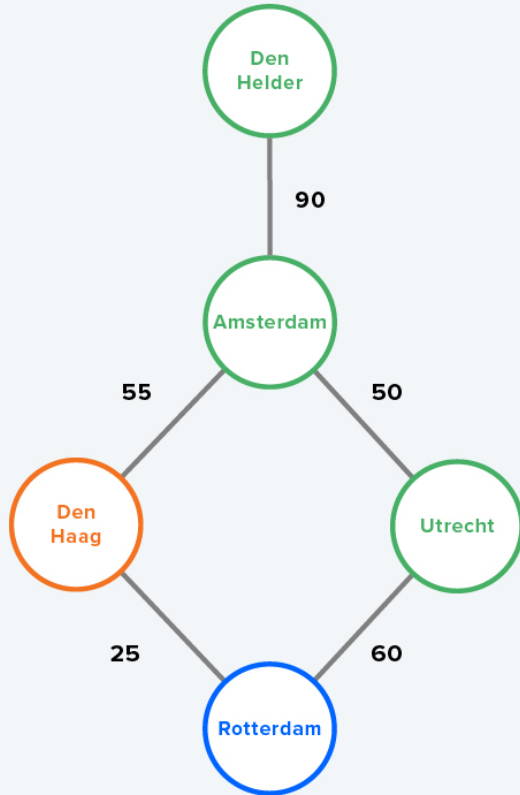 Den
Helder
90
Amsterdam
55
50
Den
Haag
Utrecht
25
60
Rotterdam